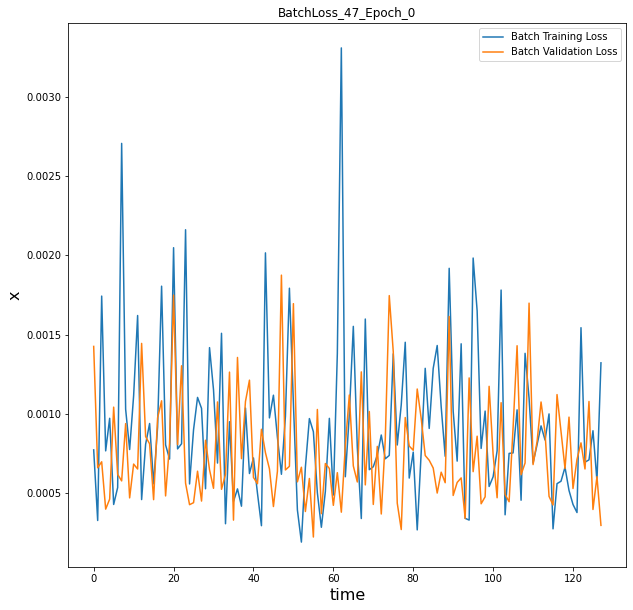 BatchLoss_47_Epoch_0
Batch Training Loss
Batch Validation Loss
0.0030
0.0025
0.0020
0.0015
0.0010
0.0005
x
0 20 40 60 80 100 120
time